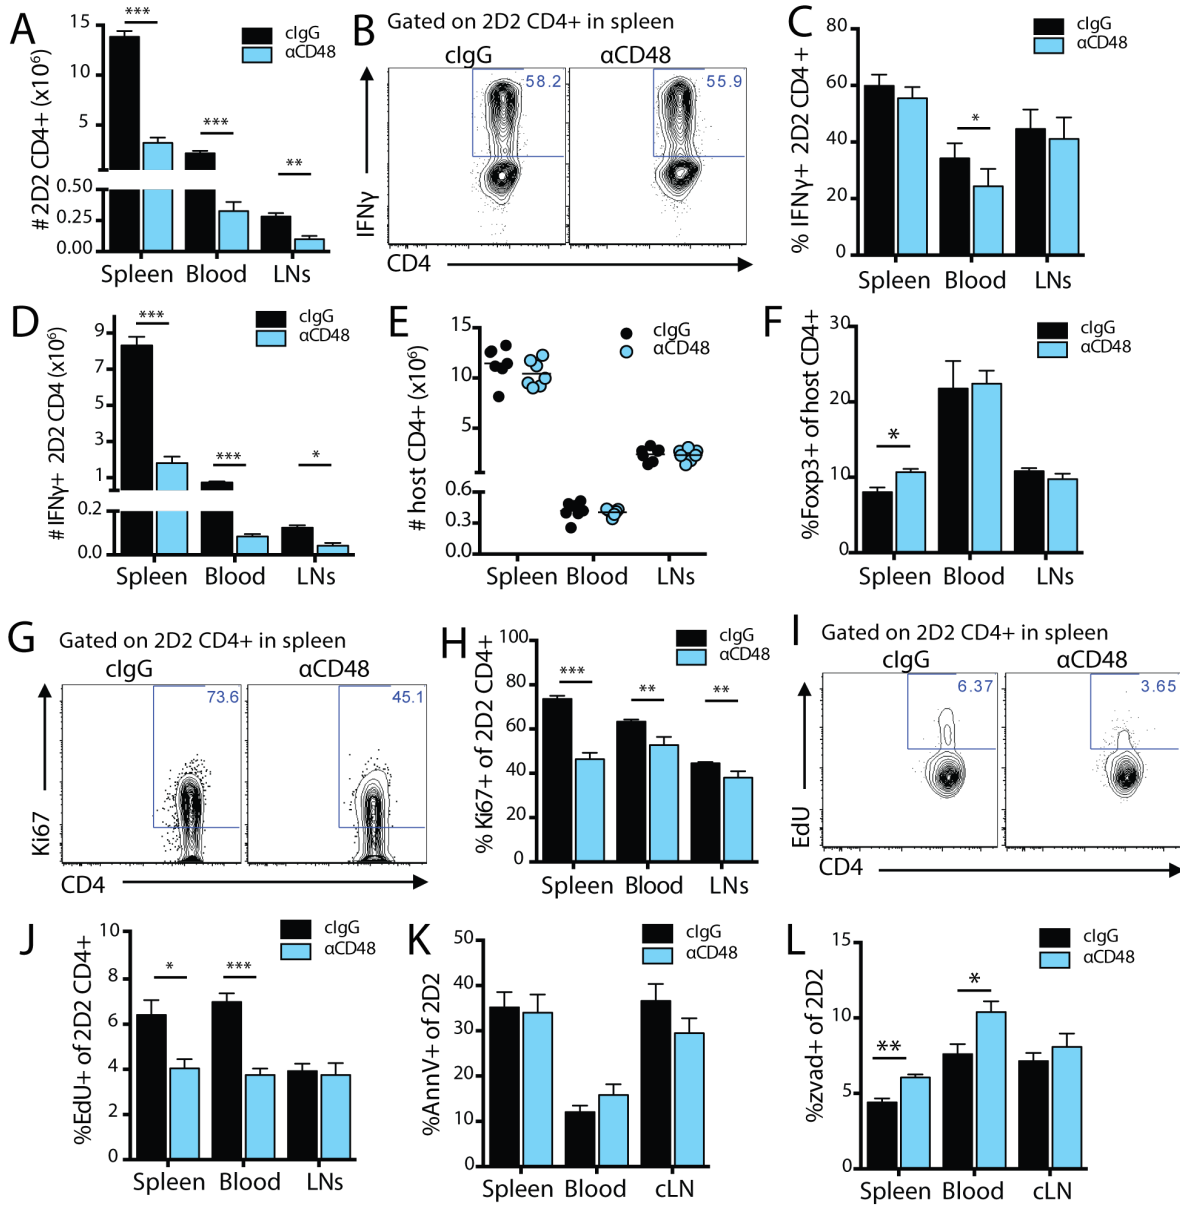 A
# 2D2 CD4+ (x10⁶)
15
10
5
0.50
0.25
0.00
***
***
**
cIgG
αCD48
Spleen Blood LNs
B
Gated on 2D2 CD4+ in spleen
cIgG αCD48
58.2
55.9
IFNγ
CD4
C
% IFNγ+ 2D2 CD4 +
80
60
40
20
0
*
cIgG
αCD48
Spleen Blood LNs
D
# IFNγ+ 2D2 CD4 (x10⁶)
9
7
5
3
1
0.2
0.0
***
***
*
cIgG
αCD48
Spleen Blood LNs
E
# host CD4+ (x10⁶)
15
10
5
0.6
0.3
0.0
cIgG
αCD48
Spleen Blood LNs
F
%Foxp3+ of host CD4+
30
20
10
0
*
cIgG
αCD48
Spleen Blood LNs
G
Gated on 2D2 CD4+ in spleen
cIgG αCD48
73.6
45.1
Ki67
CD4
H
% Ki67+ of 2D2 CD4+
100
80
60
40
20
0
***
**
**
cIgG
αCD48
Spleen Blood LNs
I
Gated on 2D2 CD4+ in spleen
cIgG αCD48
6.37
3.65
EdU
CD4
J
%EdU+ of 2D2 CD4+
10
8
6
4
2
0
*
***
cIgG
αCD48
Spleen Blood LNs
K
%AnnV+ of 2D2
50
40
30
20
10
0
cIgG
αCD48
Spleen Blood cLN
L
%zvad+ of 2D2
15
10
5
0
**
*
cIgG
αCD48
Spleen Blood cLN